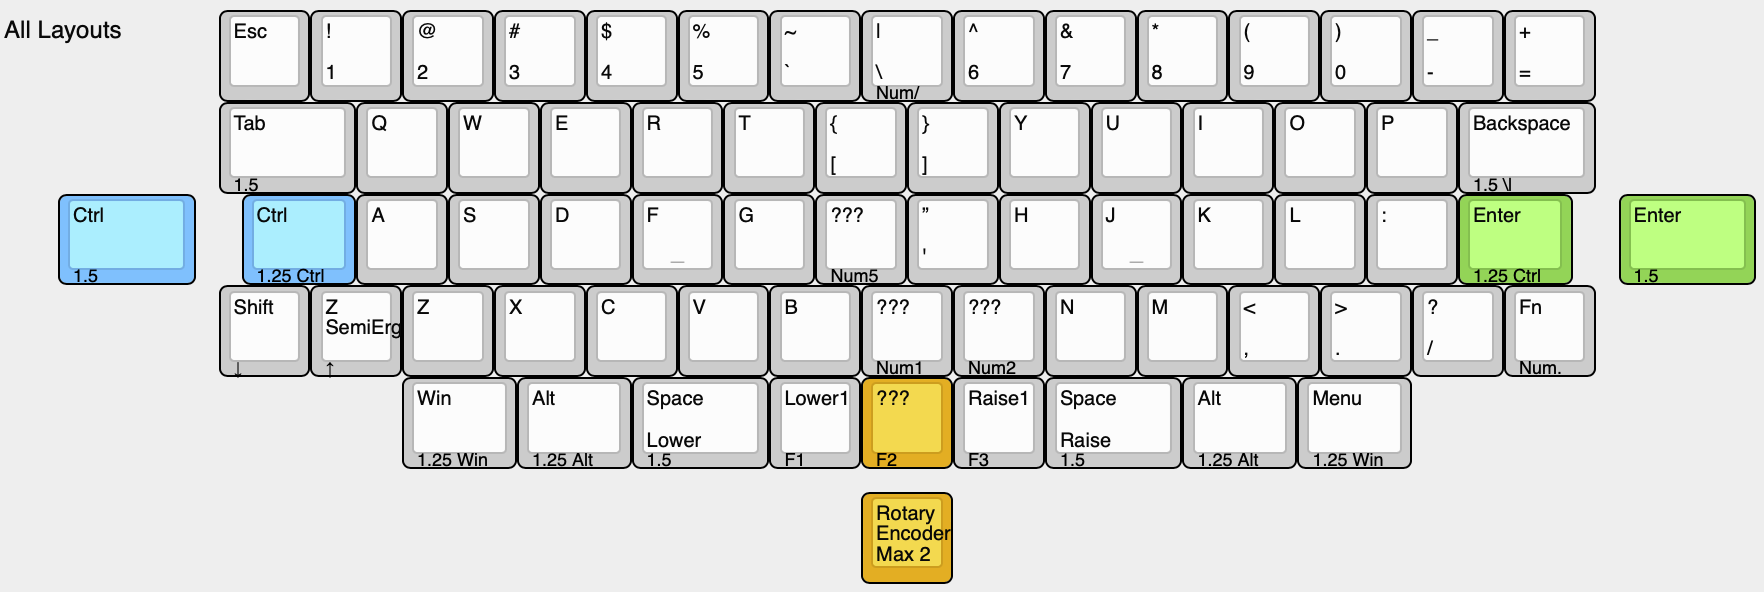 All Layouts
Esc
!
1
@
2
#
3
$
4
%
5
~
`
|
\
Num/
^
6
&
7
*
8
(
9
)
0
_
-
+
=
Tab
1.5
Q
W
E
R
T
{
[
}
]
Y
U
I
O
P
Backspace
1.5 \|
Ctrl
1.5
Ctrl
1.25 Ctrl
A
S
D
F
_
G
???
Num5
”
'
H
J
_
K
L
:
Enter
1.25 Ctrl
Enter
1.5
Shift
↓
Z
SemiErg
↑
Z
X
C
V
B
???
Num1
???
Num2
N
M
<
,
>
.
?
/
Fn
Num.
Win
1.25 Win
Alt
1.25 Alt
Space
Lower
1.5
Lower1
F1
???
F2
Raise1
F3
Space
Raise
1.5
Alt
1.25 Alt
Menu
1.25 Win
Rotary
Encoder
Max 2